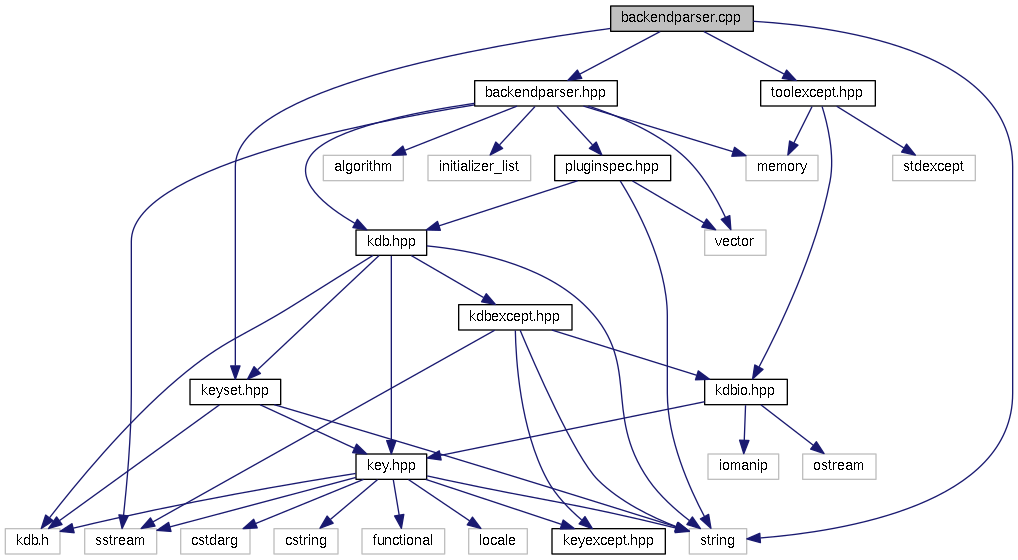 backendparser.cpp
backendparser.hpp
toolexcept.hpp
algorithm
initializer_list
pluginspec.hpp
memory
stdexcept
kdb.hpp
vector
kdbexcept.hpp
keyset.hpp
kdbio.hpp
key.hpp
iomanip
ostream
kdb.h
sstream
cstdarg
cstring
functional
locale
keyexcept.hpp
string